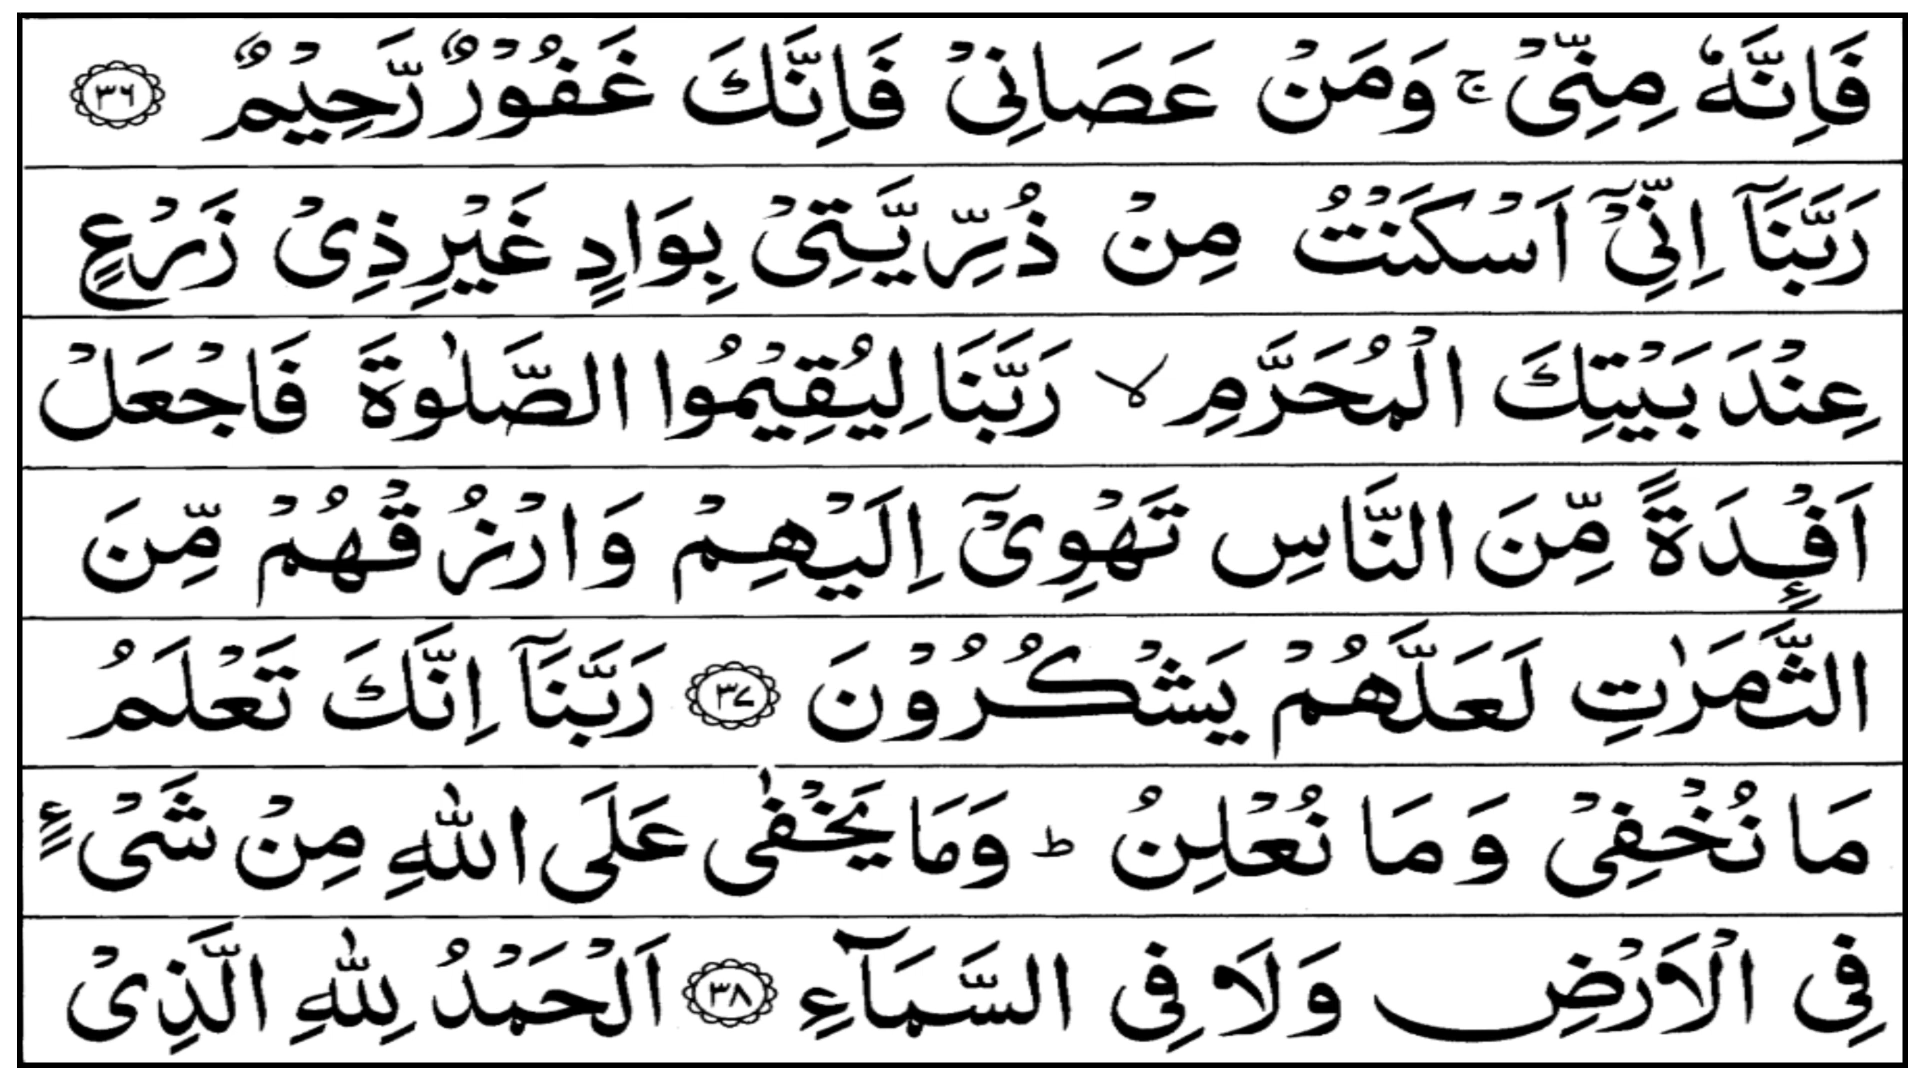 فَاِنَّهٗ مِنِّیْ ۚ وَمَنْ عَصَانِیْ فَاِنَّكَ غَفُوْرٌ رَّحِیْمٌ ﴿۳۶﴾
رَبَّنَاۤ اِنِّیْۤ اَسْكَنْتُ مِنْ ذُرِّیَّتِیْ بِوَادٍ غَیْرِ ذِیْ زَرْعٍ
عِنْدَ بَیْتِكَ الْمُحَرَّمِ ۙ رَبَّنَا لِیُقِیْمُوا الصَّلٰوةَ فَاجْعَلْ
اَفْىِٕدَةً مِّنَ النَّاسِ تَهْوِیْۤ اِلَیْهِمْ وَارْزُقْهُمْ مِّنَ
الثَّمَرٰتِ لَعَلَّهُمْ یَشْكُرُوْنَ ﴿۳۷﴾ رَبَّنَاۤ اِنَّكَ تَعْلَمُ
مَا نُخْفِیْ وَمَا نُعْلِنُ ؕ وَمَا یَخْفٰی عَلَی اللّٰهِ مِنْ شَیْءٍ
فِی الْاَرْضِ وَلَا فِی السَّمَآءِ ﴿۳۸﴾ اَلْحَمْدُ لِلّٰهِ الَّذِیْ